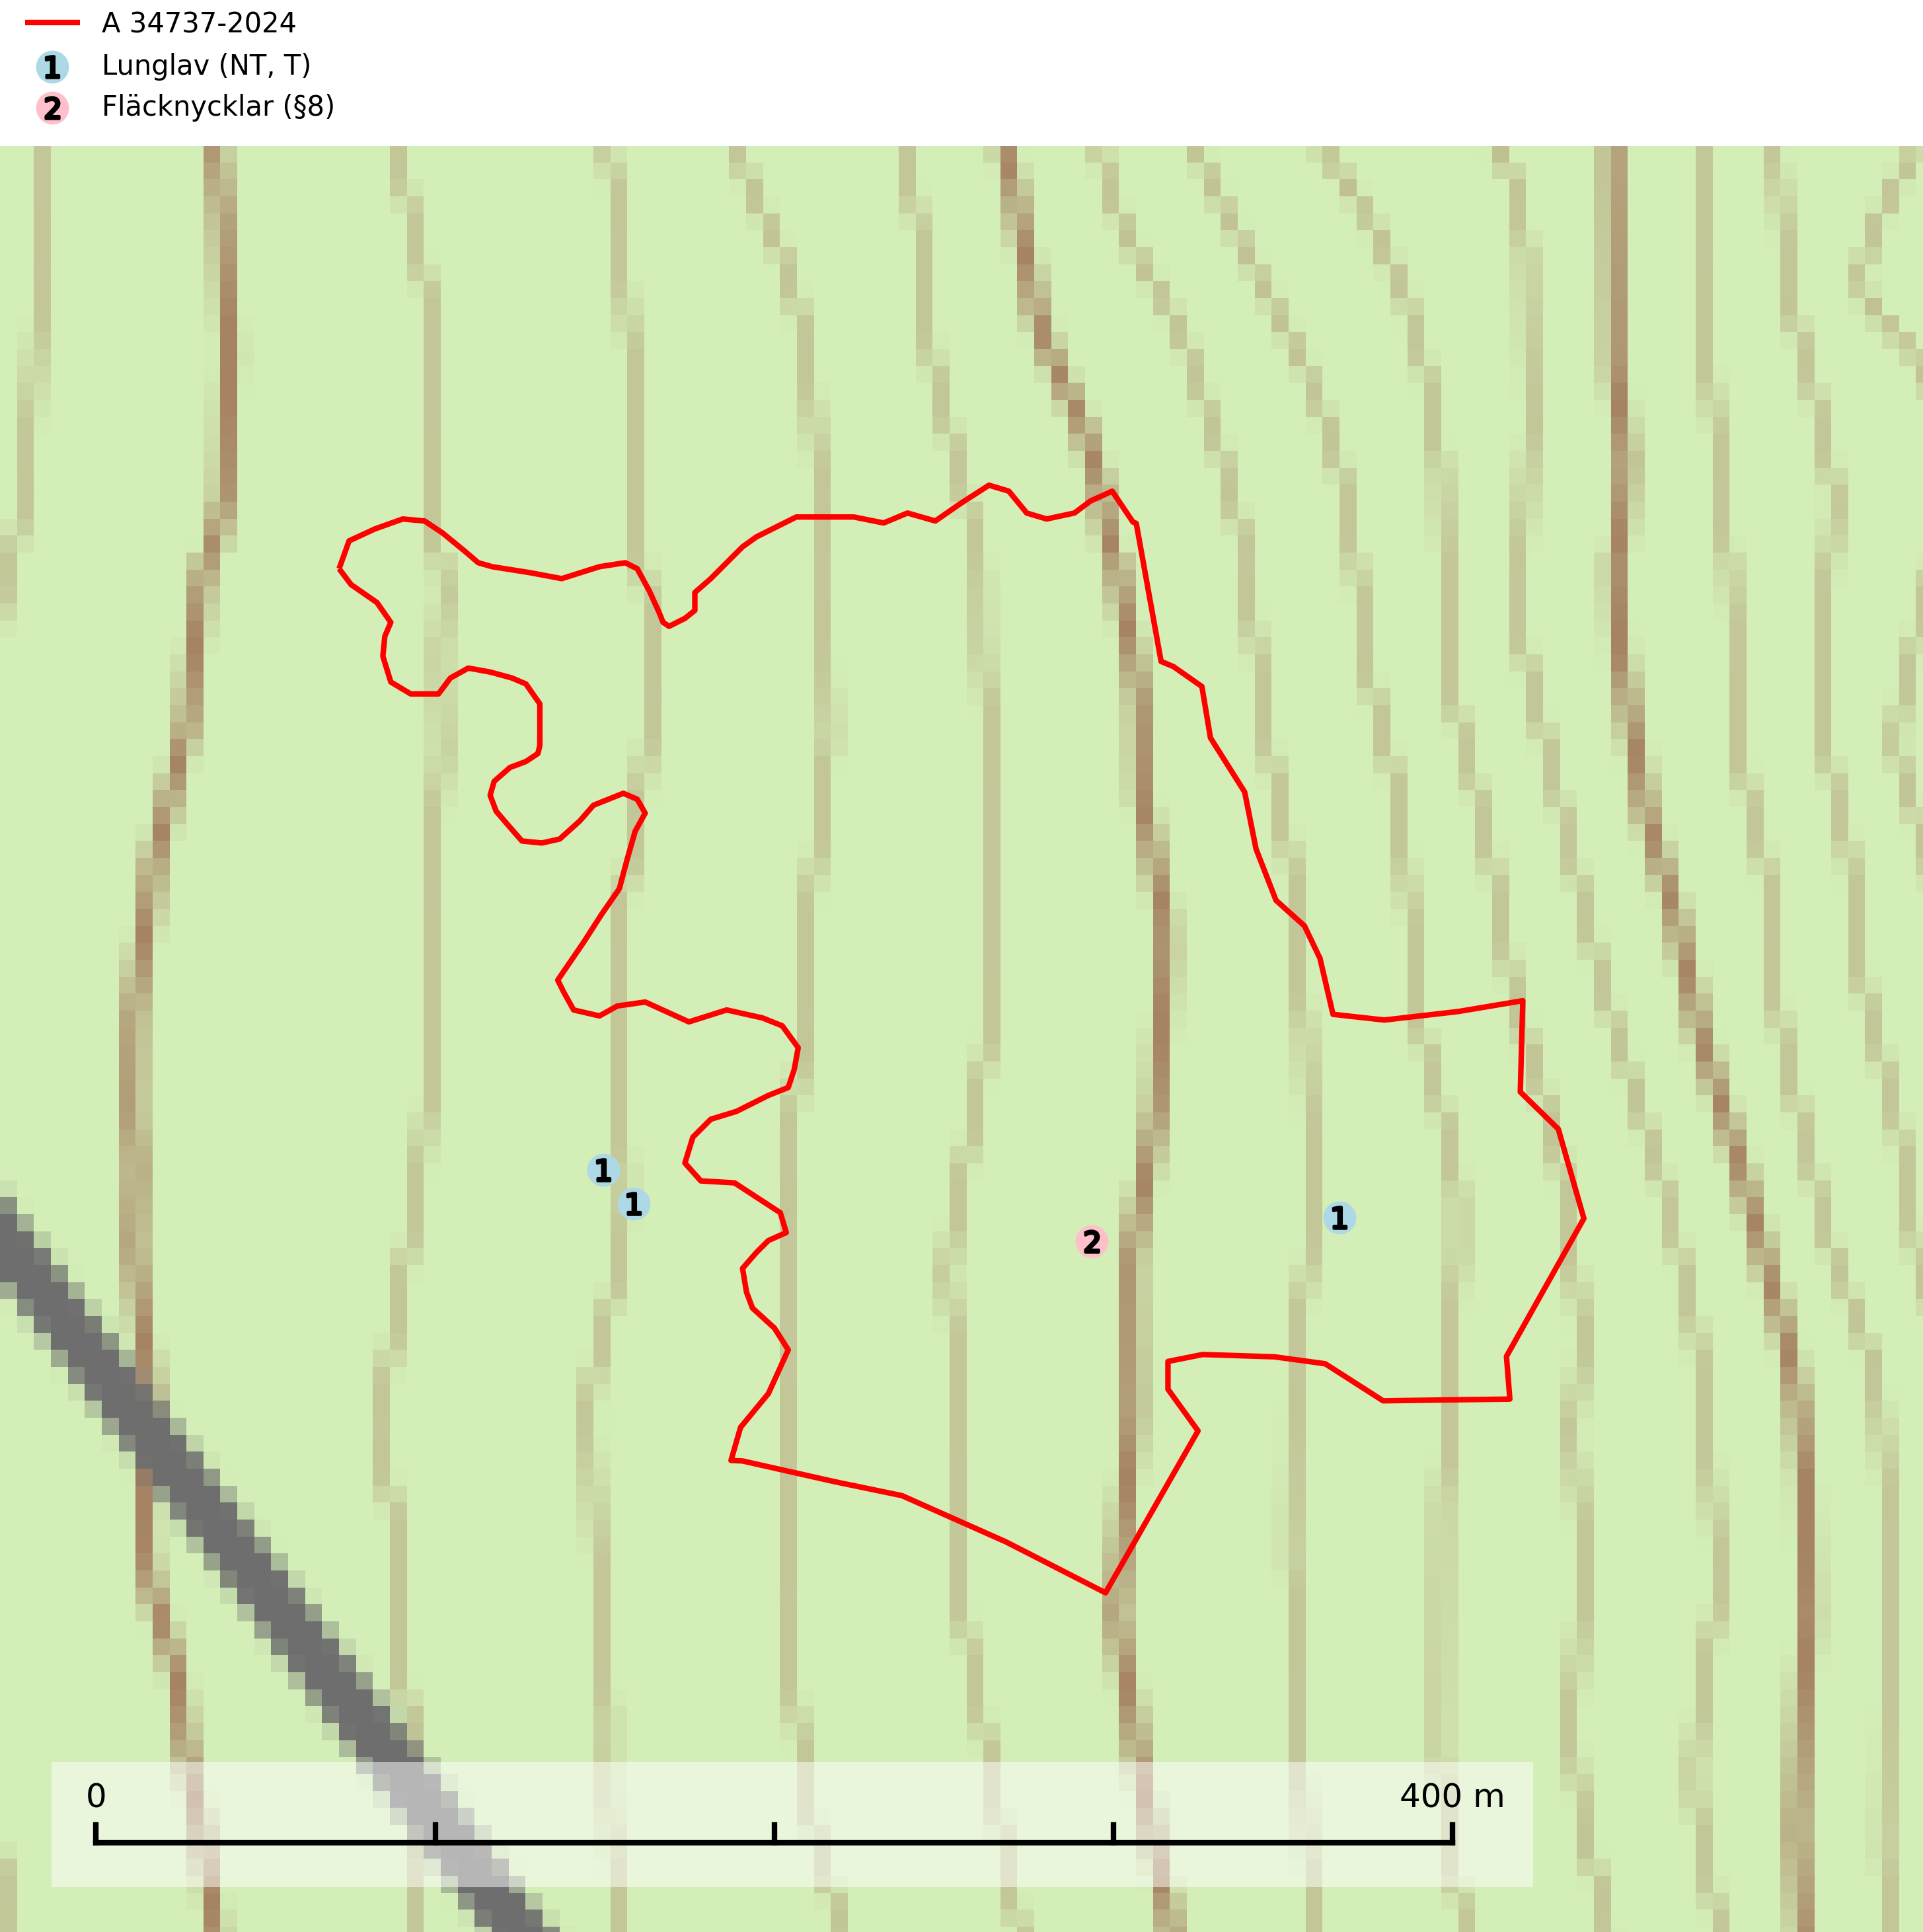 A 34737-2024
1 Lunglav (NT, T)
2 Fläcknycklar (§8)
1
1
1
2
0 400 m